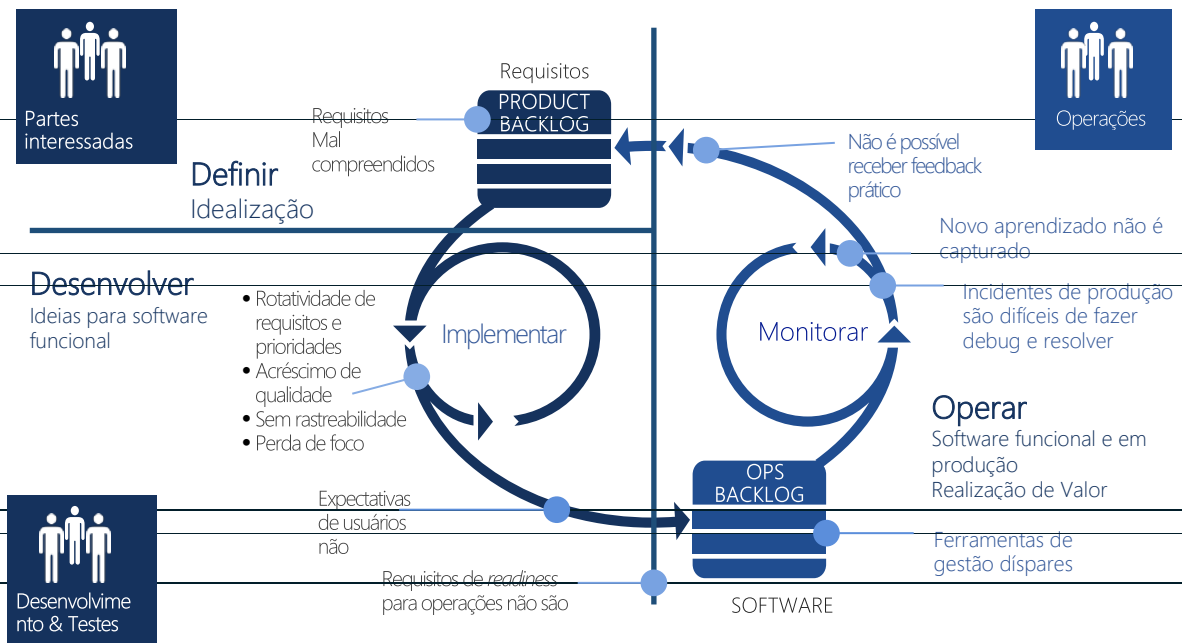 Partes
interessadas
Requisitos
PRODUCT
BACKLOG
Requisitos
Mal
compreendidos
Operações
Não é possível
receber feedback
prático
Definir
Idealização
Novo aprendizado não é
capturado
Incidentes de produção
são difíceis de fazer
debug e resolver
Desenvolver
Ideias para software
funcional
• Rotatividade de
requisitos e
prioridades
• Acréscimo de
qualidade
• Sem rastreabilidade
• Perda de foco
Implementar
Monitorar
Operar
Software funcional e em
produção
Realização de Valor
OPS
BACKLOG
Expectativas
de usuários
não
Ferramentas de
gestão díspares
Requisitos de readiness
para operações não são
SOFTWARE
Desenvolvime
nto & Testes